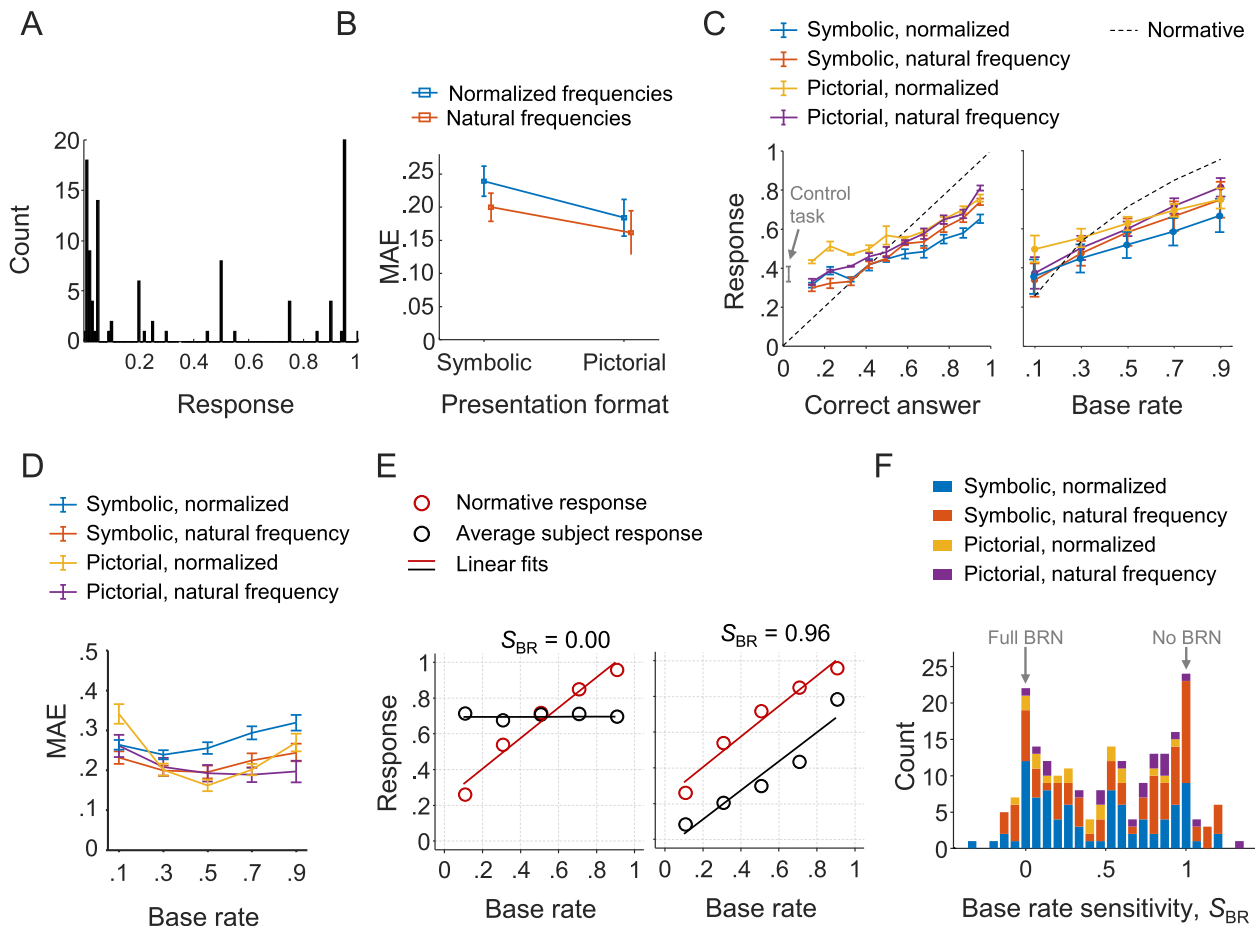 A
20
15
10
5
0
Count
0.2
0.4
0.6
0.8
1
Response
B
Normalized frequencies
Natural frequencies
.25
.20
.15
.10
.05
0
MAE
Symbolic
Pictorial
Presentation format
C
Symbolic, normalized
Symbolic, natural frequency
Pictorial, normalized
Pictorial, natural frequency
Normative
1
.8
.6
.4
.2
0
Response
Control
task
0
0.2
0.4
0.6
0.8
1
Correct answer
.1
.3
.5
.7
.9
Base rate
D
Symbolic, normalized
Symbolic, natural frequency
Pictorial, normalized
Pictorial, natural frequency
.5
.4
.3
.2
.1
0
MAE
.1
.3
.5
.7
.9
Base rate
E
Normative response
Average subject response
Linear fits
SBR = 0.00
SBR = 0.96
1
.8
.6
.4
.2
0
Response
0
.2
.4
.6
.8
1
Base rate
0
.2
.4
.6
.8
1
Base rate
F
Symbolic, normalized
Symbolic, natural frequency
Pictorial, normalized
Pictorial, natural frequency
Full BRN
No BRN
25
20
15
10
5
0
Count
0
.5
1
Base rate sensitivity, SBR